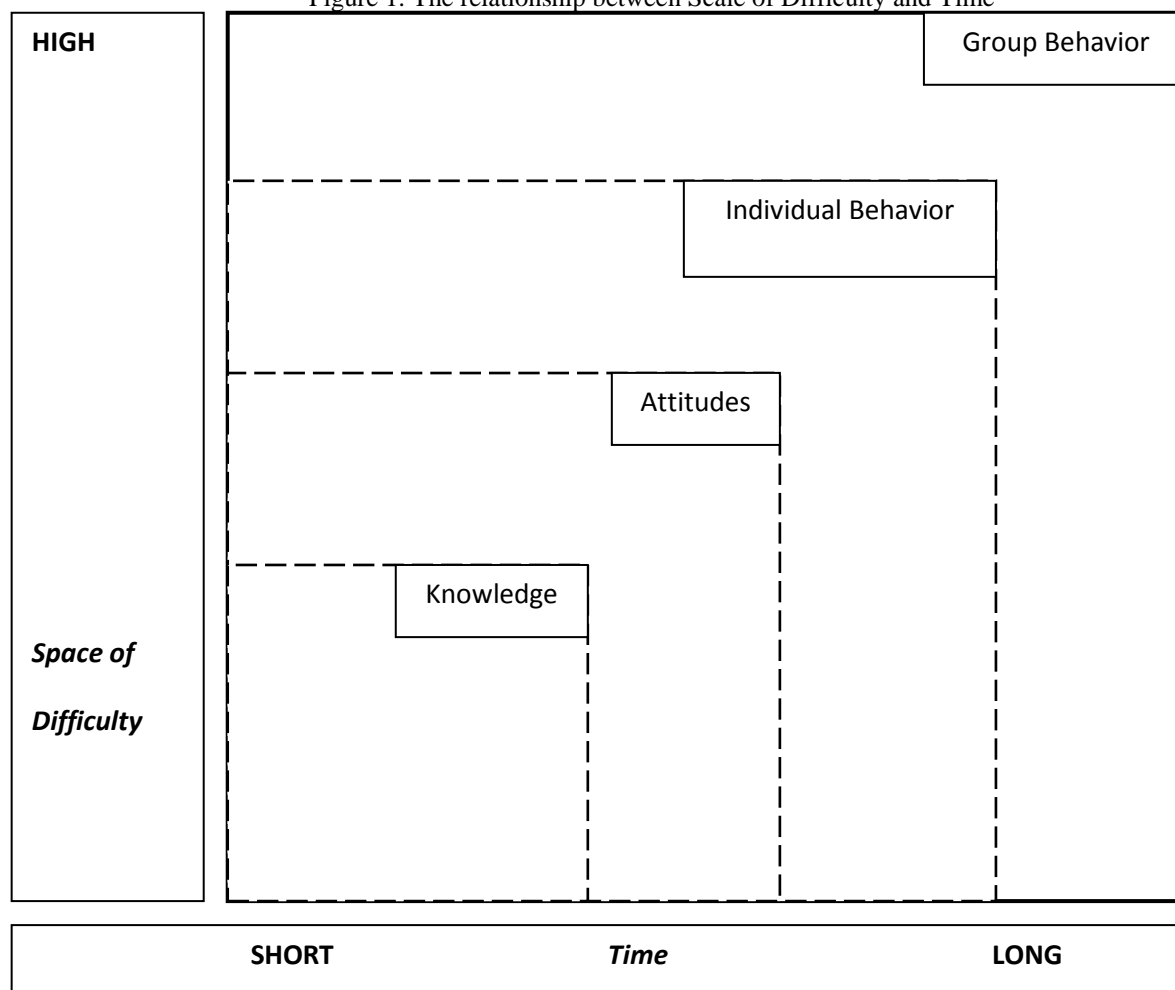 Figure 1: The relationship between Scale of Difficulty and Time
HIGH
Group Behavior
Individual Behavior
Attitudes
Knowledge
Space of
Difficulty
SHORT Time LONG